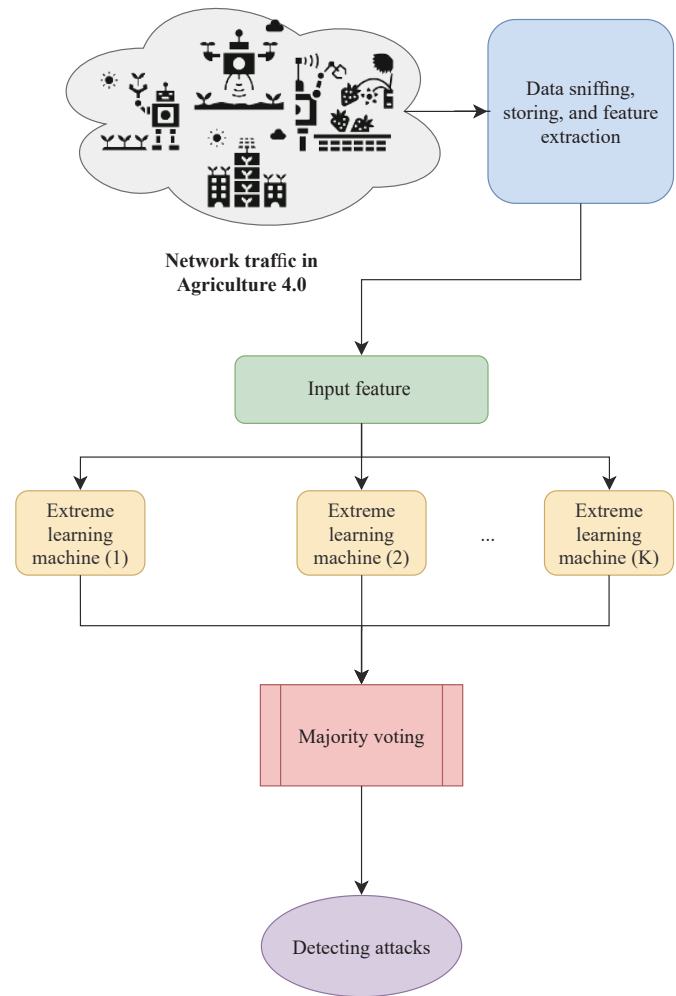 Data sniffing,
storing, and feature
extraction
Network traffic in
Agriculture 4.0
Input feature
Extreme
learning
machine (1)
Extreme
learning
machine (2)
...
Extreme
learning
machine (K)
Majority voting
Detecting attacks